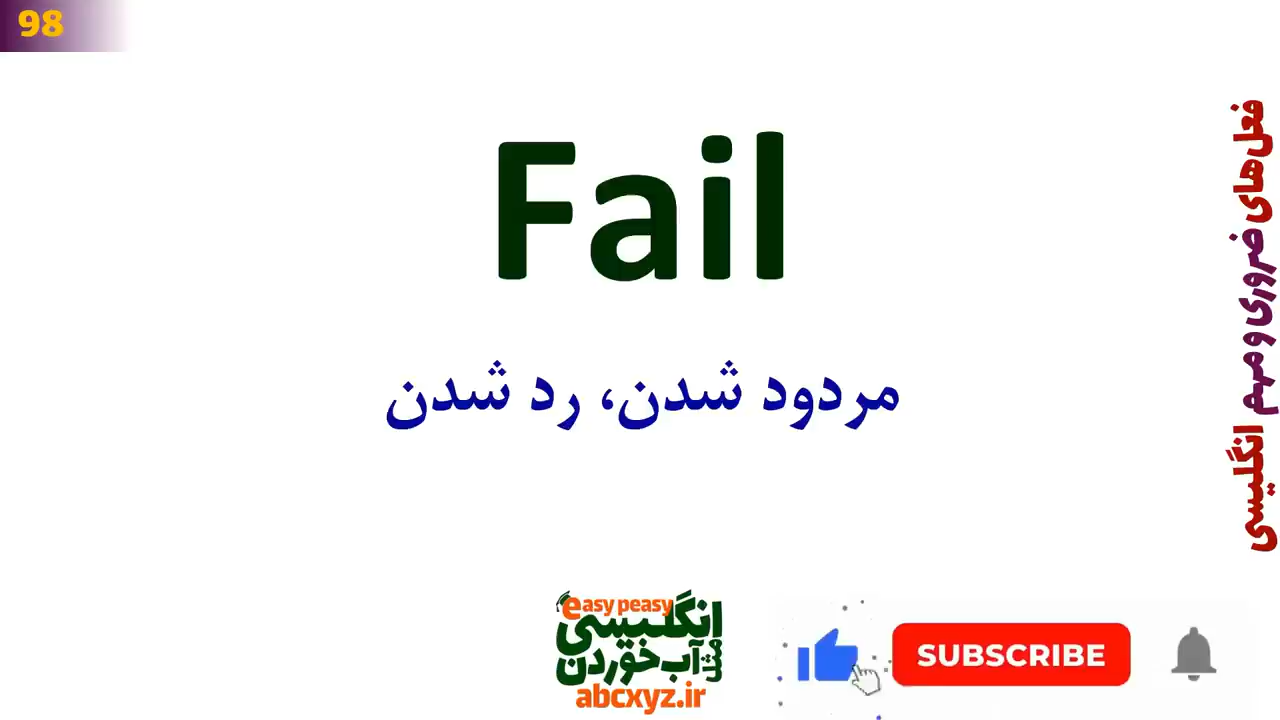 98
Fail
مردود شدن، رد شدن
فعل‌های ضروری و مهم انگلیسی
easy peasy
انگلیسی
مثل
آب خوردن
abcxyz.ir
SUBSCRIBE